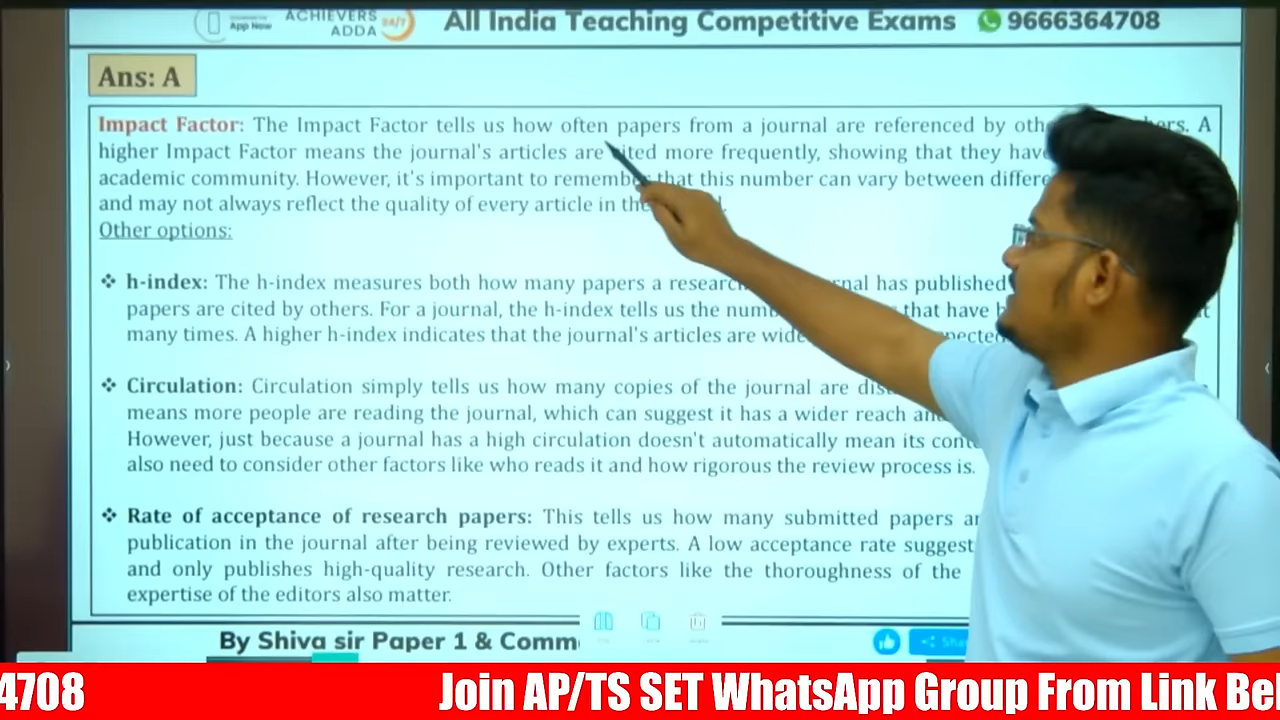 App Now
ACHIEVERS
ADDA
24/7
All India Teaching Competitive Exams
9666364708
Ans: A
Impact Factor: The Impact Factor tells us how often papers from a journal are referenced by A
higher Impact Factor means the journal's articles are cited more frequently, showing that they have
academic community. However, it's important to remember that this number can vary between
and may not always reflect the quality of every article in the
Other options:
❖ h-index: The h-index measures both how many papers a has published
papers are cited by others. For a journal, the h-index tells us the that have
many times. A higher h-index indicates that the journal's articles are
❖ Circulation: Circulation simply tells us how many copies of the journal are
means more people are reading the journal, which can suggest it has a wider reach
However, just because a journal has a high circulation doesn't automatically mean its
also need to consider other factors like who reads it and how rigorous the review process is.
❖ Rate of acceptance of research papers: This tells us how many submitted papers
publication in the journal after being reviewed by experts. A low acceptance rate
and only publishes high-quality research. Other factors like the thoroughness of the
expertise of the editors also matter.
By Shiva sir Paper 1 & Comm
4708
Join AP/TS SET WhatsApp Group From Link Bel